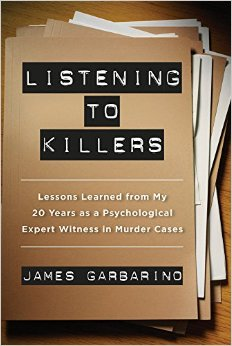 LISTENING
TO
KILLERS
Lessons Learned from My
20 Years as a Psychological
Expert Witness in Murder Cases
JAMES GARBARINO